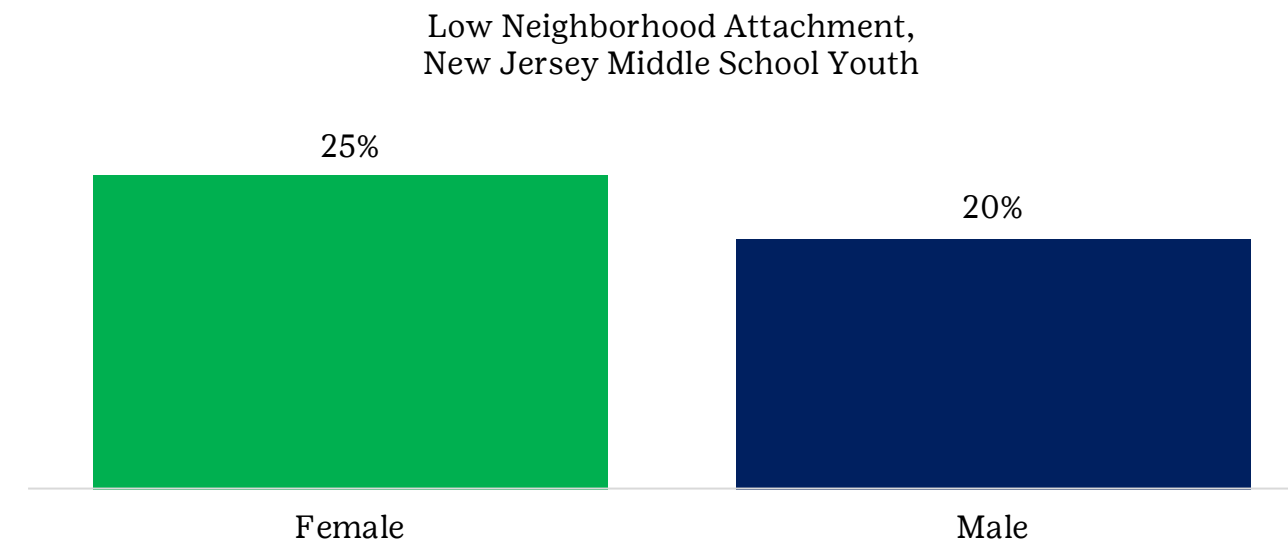 Low Neighborhood Attachment,
New Jersey Middle School Youth
25%
20%
Female
Male